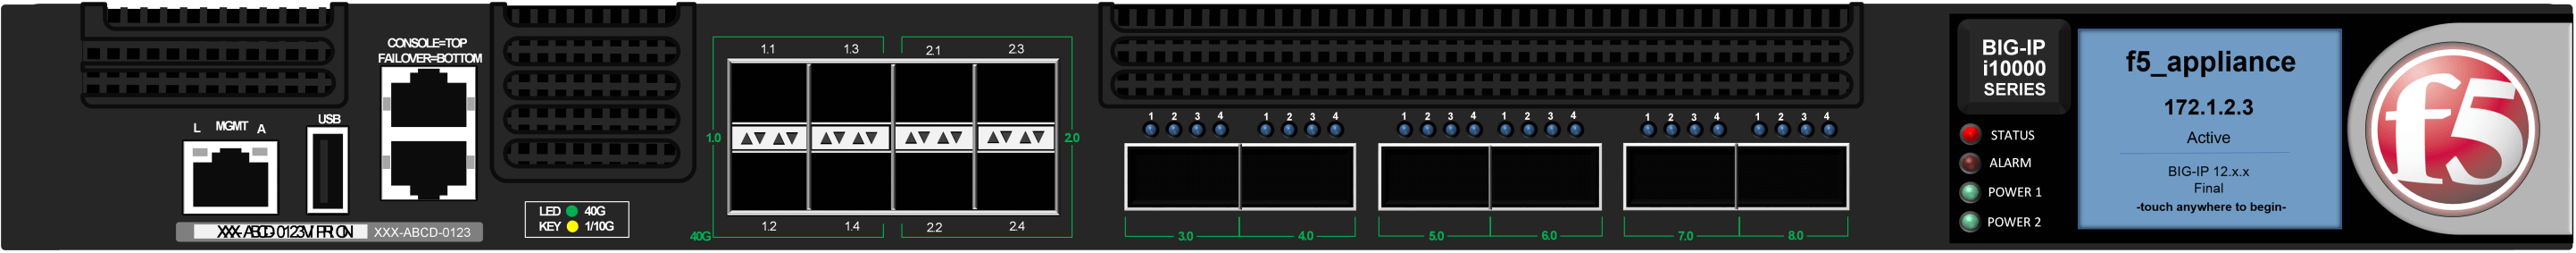 CONSOLE=TOP
FAILOVER=BOTTOM
L MGMT A
USB
XXX-ABCD-0123
LED 40G
KEY 1/10G
1.1 1.3 2.1 2.3
1.0 2.0
1.2 1.4 2.2 2.4
40G
1 2 3 4 1 2 3 4
3.0 4.0
1 2 3 4 1 2 3 4
5.0 6.0
1 2 3 4 1 2 3 4
7.0 8.0
BIG-IP
i10000
SERIES
STATUS
ALARM
POWER 1
POWER 2
f5_appliance
172.1.2.3
Active
BIG-IP 12.x.x
Final
-touch anywhere to begin-
f5